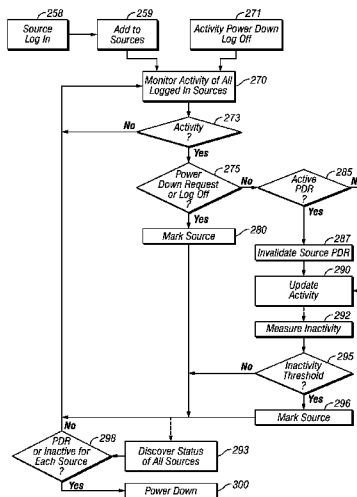 258
259
271
Source
Log In
Add to
Sources
Activity Power Down
Log Off
Monitor Activity of All
Logged In Sources
270
273
No
Activity
?
Yes
275
Power
Down Request
or Log Off
?
No
285
Active
PDR
?
Yes
Yes
280
Mark Source
287
Invalidate Source PDR
290
Update
Activity
292
Measure Inactivity
295
No
Inactivity
Threshold
?
Yes
296
Mark Source
No
298
PDR
or Inactive for
Each Source
?
293
Discover Status
of All Sources
Yes
300
Power Down